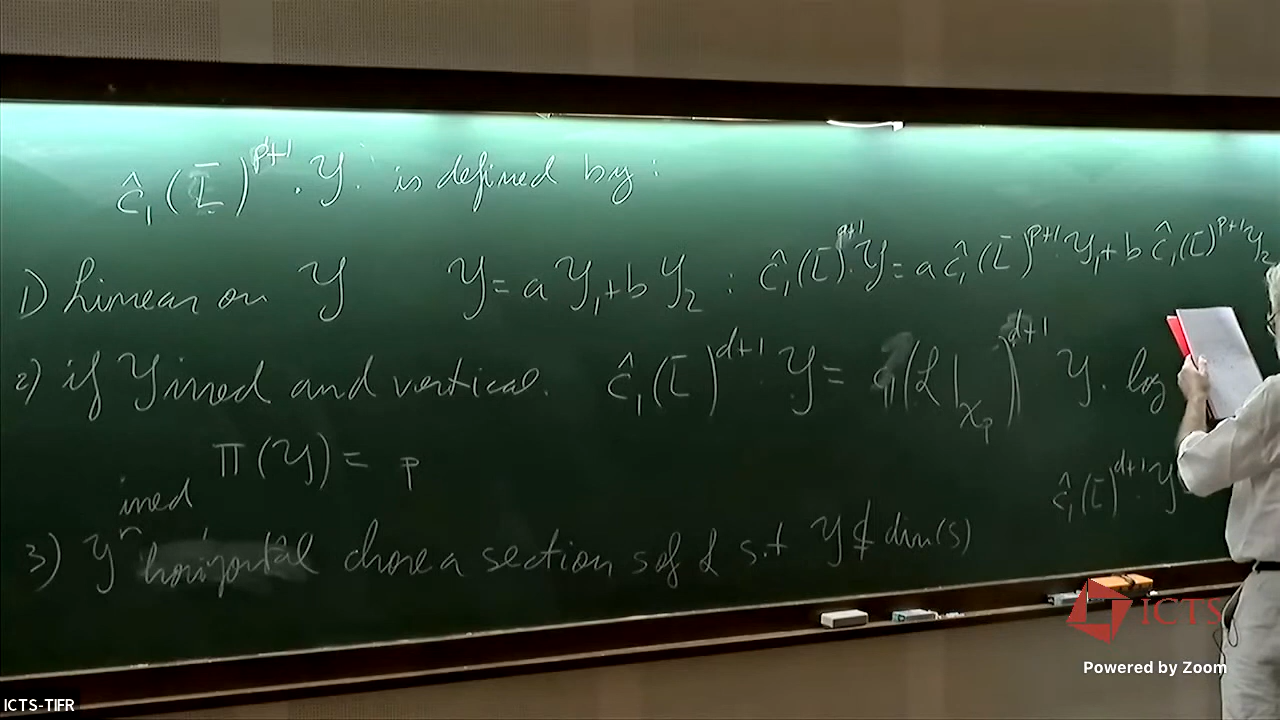 ĉ₁(L̄)^{p+1} · Y · is defined by :
1) Linear on Y Y = aY₁ + bY₂ : ĉ₁(L̄)^{p+1} · Y = a ĉ₁(L̄)^{p+1} · Y₁ + b ĉ₁(L̄)^{p+1} Y₂
2) if Y irred and vertical. ĉ₁(L̄)^{d+1} · Y = c₁(L|_{X_p})^{d+1} Y · log
π(Y) = p
ĉ₁(L̄)^{d+1} · Y
irred
3) Y horizontal chose a section s of L s.t Y ⊄ div(s)
ICTS
Powered by Zoom
ICTS-TIFR